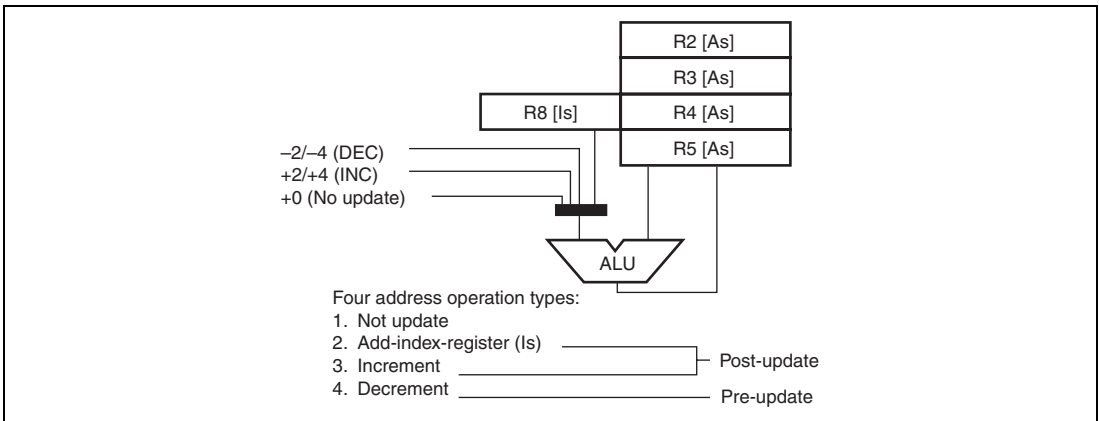 R2 [As]
R3 [As]
R8 [Is]
R4 [As]
R5 [As]
–2/–4 (DEC)
+2/+4 (INC)
+0 (No update)
ALU
Four address operation types:
1. Not update
2. Add-index-register (Is)
3. Increment
Post-update
4. Decrement
Pre-update